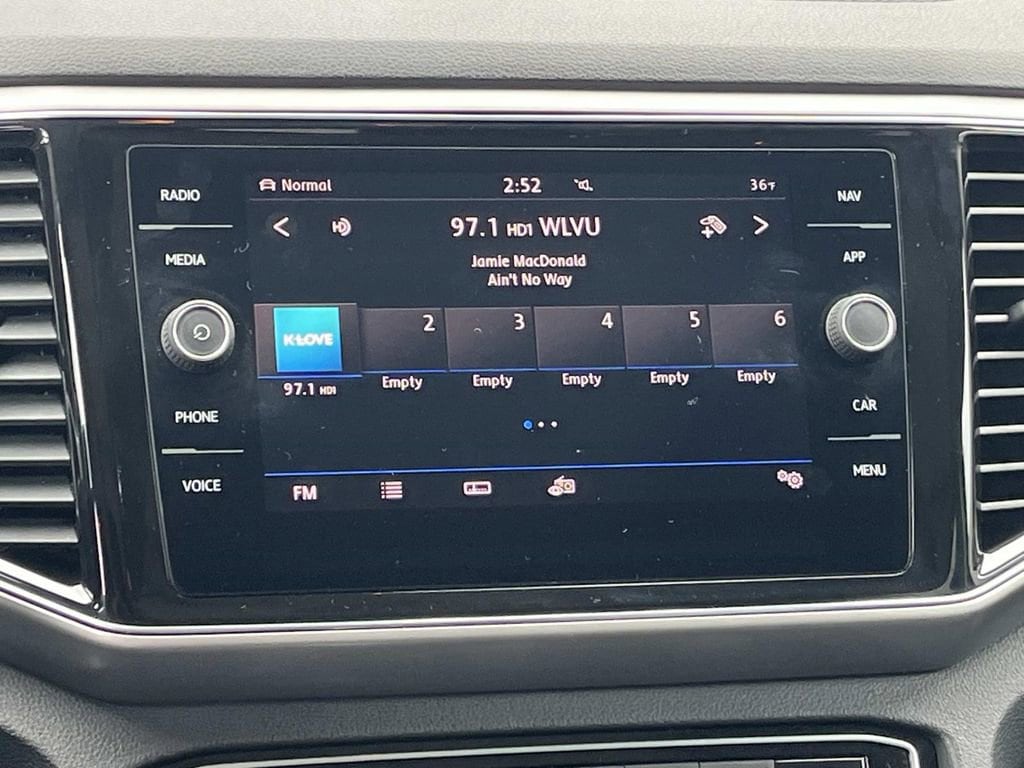 RADIO
MEDIA
PHONE
VOICE
Normal 2:52 36°F
97.1 HD1 WLVU
Jamie MacDonald
Ain't No Way
K-LOVE 2 3 4 5 6
97.1 HD1 Empty Empty Empty Empty Empty
FM
NAV
APP
CAR
MENU